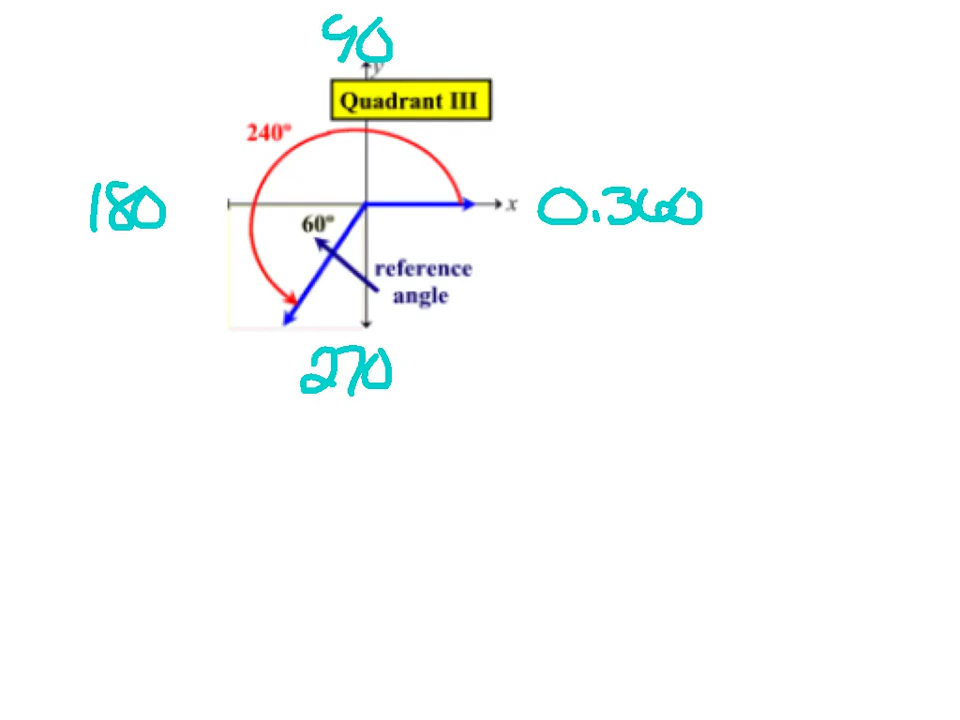 90
y
Quadrant III
240°
180
x
0.360
60°
reference
angle
270